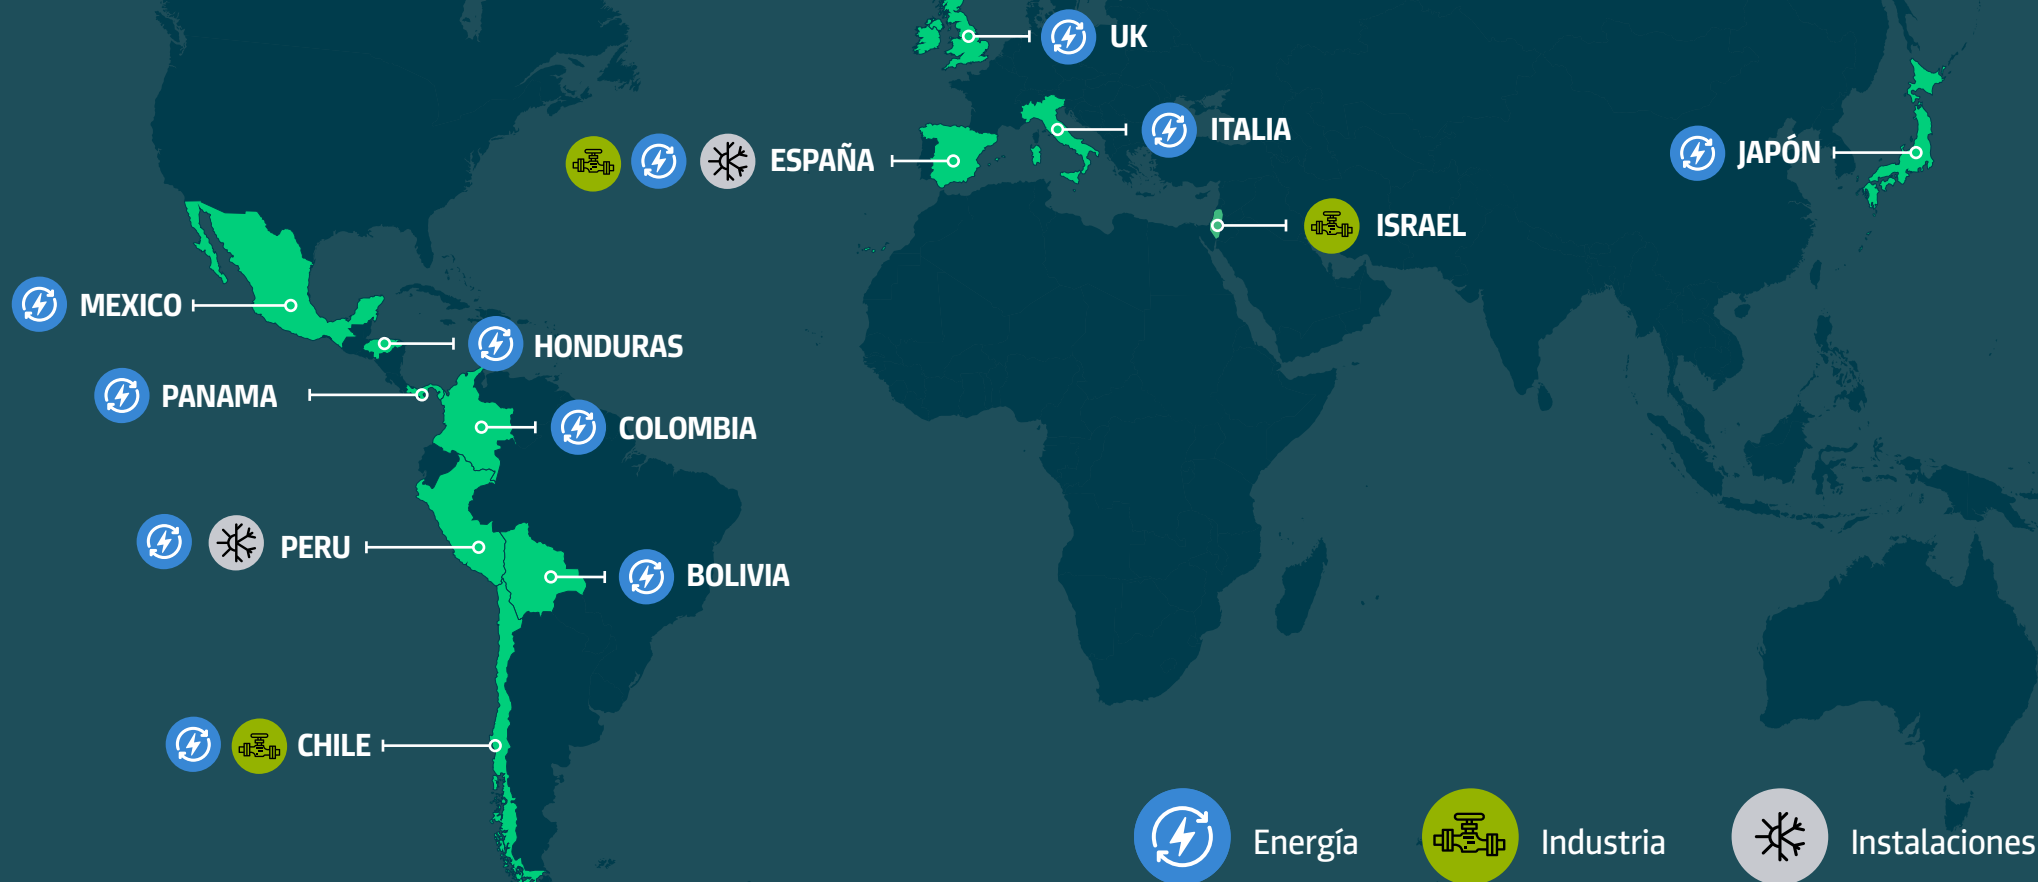 UK
ITALIA
ESPAÑA
JAPÓN
ISRAEL
MEXICO
HONDURAS
PANAMA
COLOMBIA
PERU
BOLIVIA
CHILE
Energía
Industria
Instalaciones